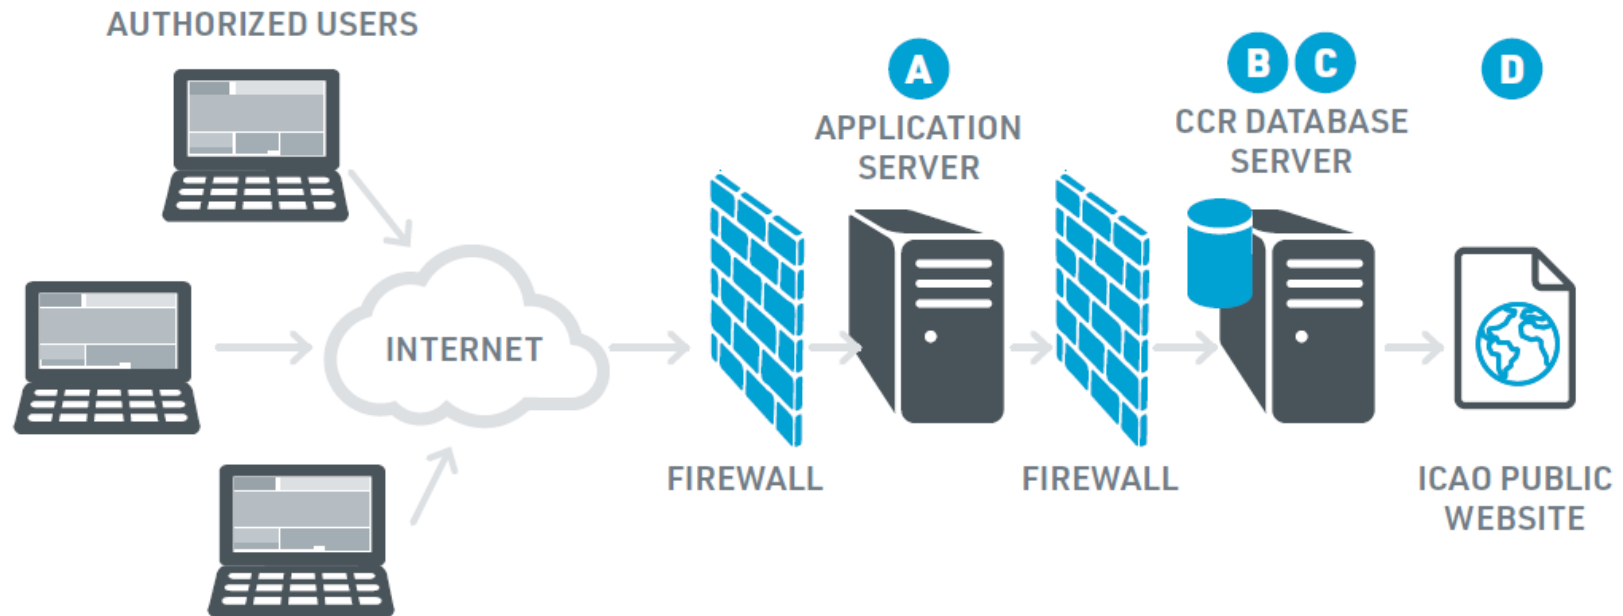 AUTHORIZED USERS
A
APPLICATION
SERVER
B C
CCR DATABASE
SERVER
D
INTERNET
FIREWALL
FIREWALL
ICAO PUBLIC
WEBSITE